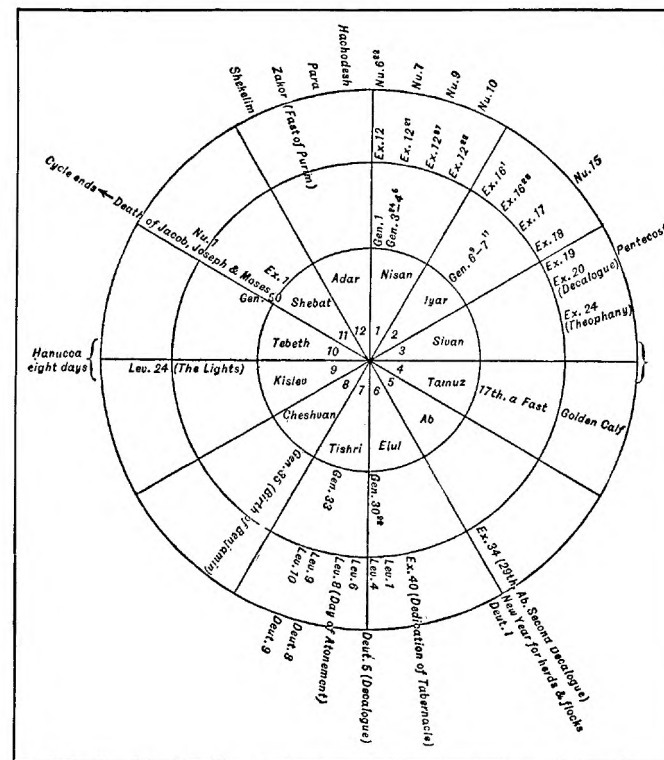 Shekelim
Zakor (Fast of Purim)
Para
Hachodesh
Nu. 6²²
Nu. 7
Nu. 9
Nu. 10
Ex. 12
Ex. 12²¹
Ex. 12³⁷
Ex. 16¹
Ex. 16²⁸
Ex. 17
Ex. 18
Nu. 15
Pentecost
Ex. 19
Ex. 20
(Decalogue)
Ex. 24
(Theophany)
Cycle ends ← Death of Jacob, Joseph & Moses
Nu. 1
Ex. 1
Gen. 50
Gen. 1
Gen. 3²⁴–4⁶
Gen. 6⁹–7¹¹
Nisan
Iyar
Sivan
Tamuz
Ab
Elul
Tishri
Cheshvan
Kislev
Tebeth
Shebat
Adar
1
2
3
4
5
6
7
8
9
10
11
12
Hanucca
eight days
{
}
Lev. 24 (The Lights)
17th. a Fast
Golden Calf
Gen. 35 (Birth of Benjamin)
Gen. 33
Gen. 30²²
Lev. 10
Lev. 9
Lev. 8 (Day of Atonement)
Lev. 6
Lev. 4
Lev. 1
Ex. 40 (Dedication of Tabernacle)
Ex. 34 (29th, Ab. Second Decalogue)
New Year for herds & flocks
Deut. 1
Deut. 9
Deut. 8
Deut. 5 (Decalogue)